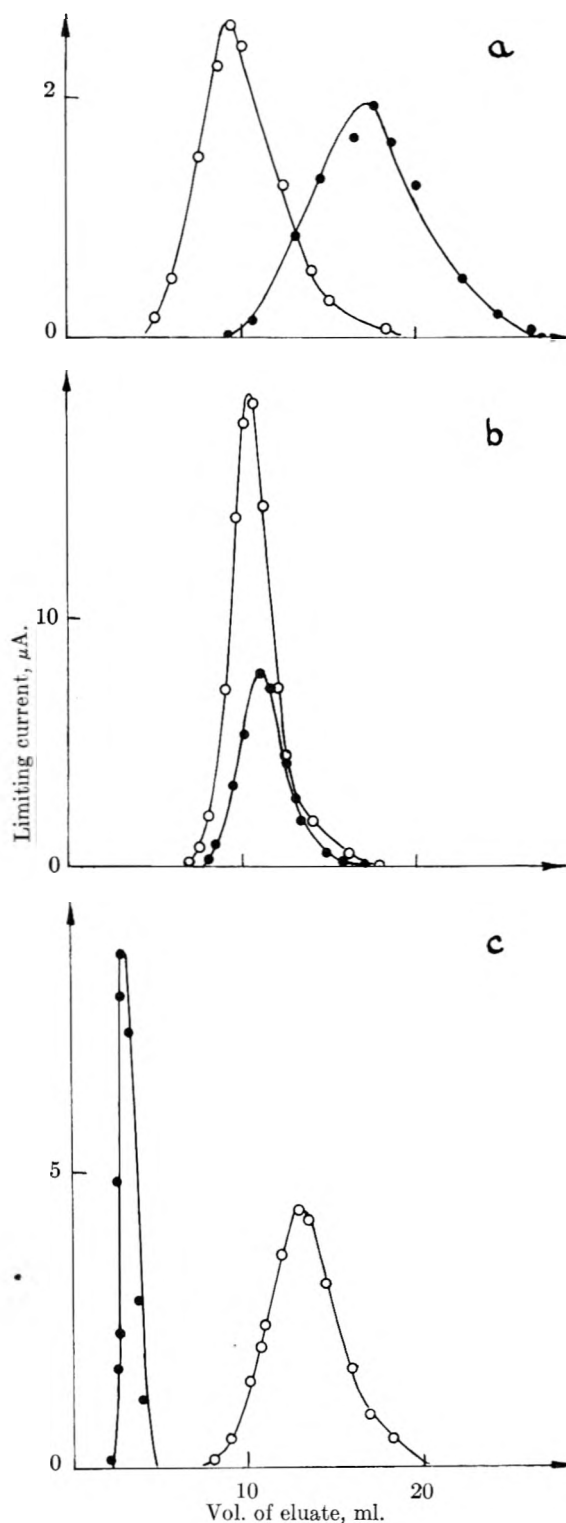 a
2
0
b
10
0
Limiting current, μA.
c
5
0
10
20
Vol. of eluate, ml.